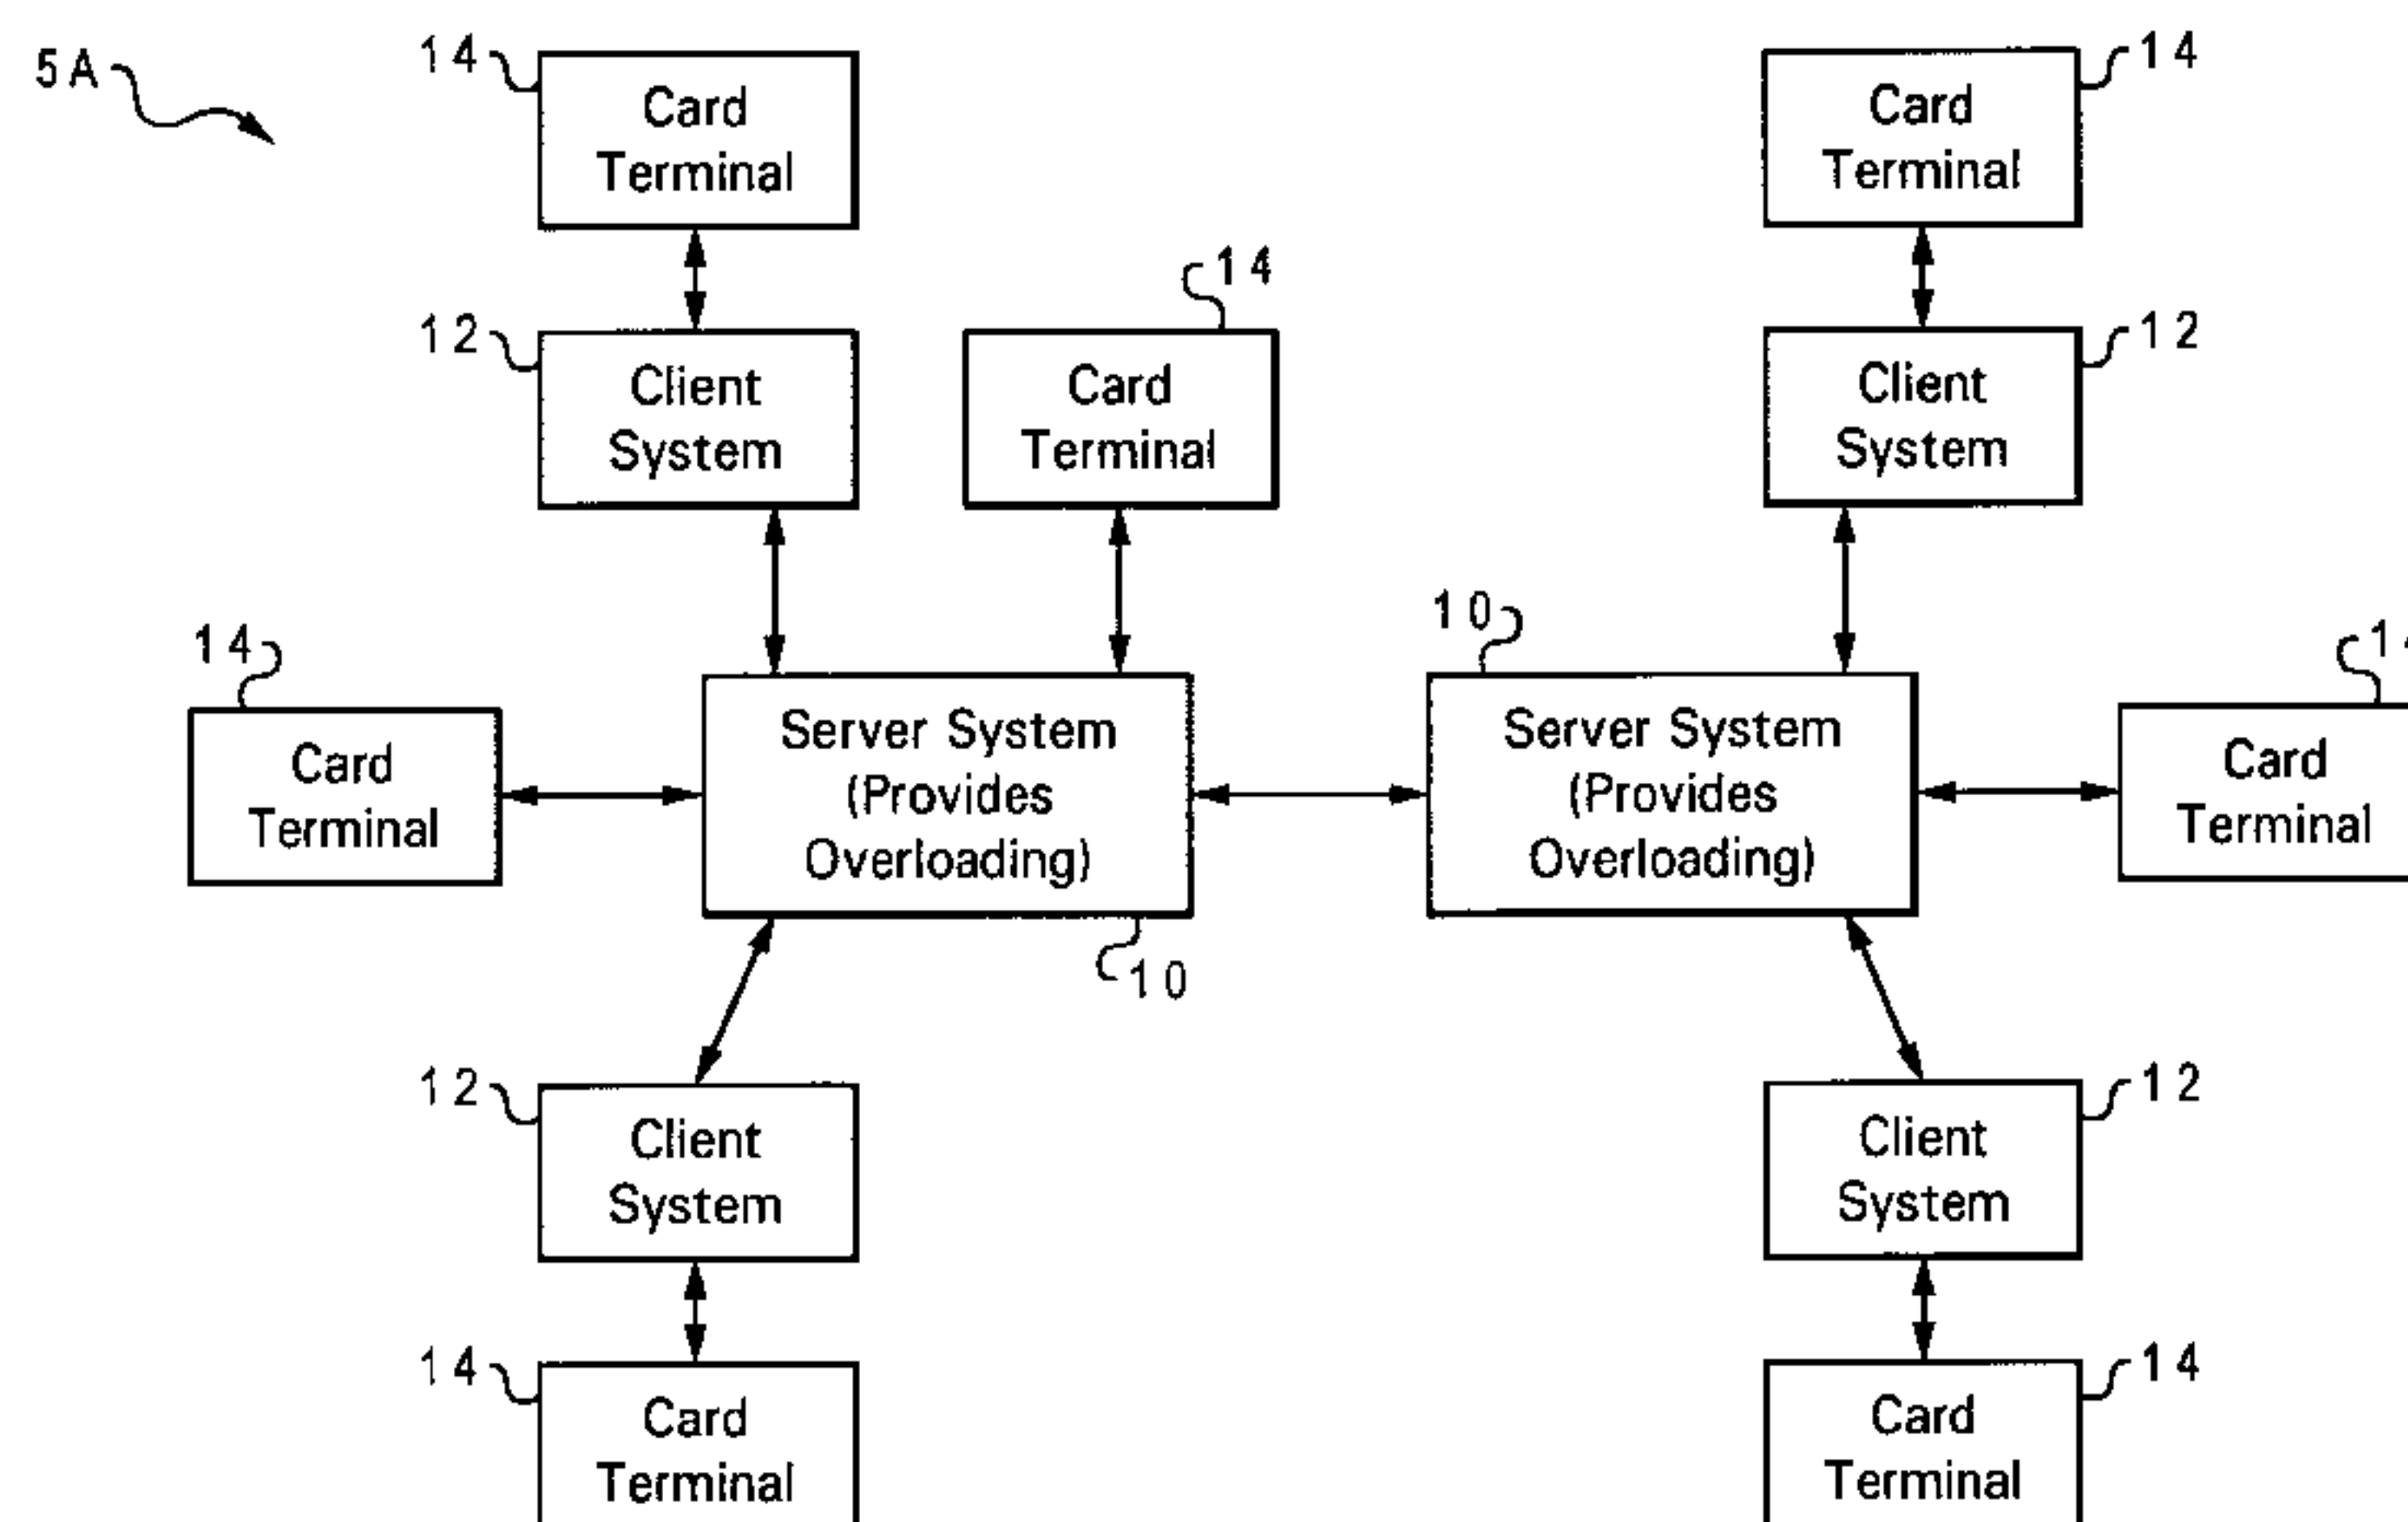 5A
14
Card
Terminal
14
Card
Terminal
14
12
Client
System
Card
Terminal
12
Client
System
14
Card
Terminal
Server System
(Provides
Overloading)
10
10
Server System
(Provides
Overloading)
Card
Terminal
12
Client
System
12
Client
System
14
Card
Terminal
14
Card
Terminal